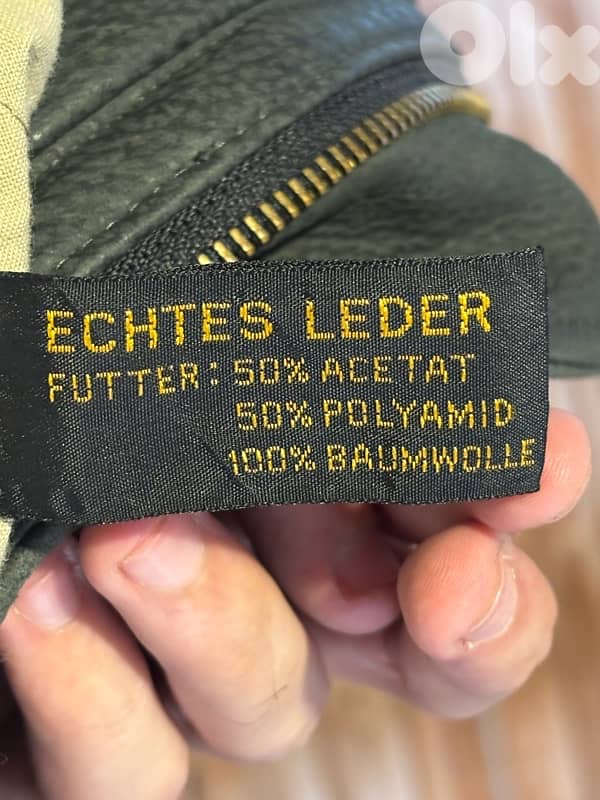 olx
ECHTES LEDER
FUTTER: 50% ACETAT
50% POLYAMID
100% BAUMWOLLE